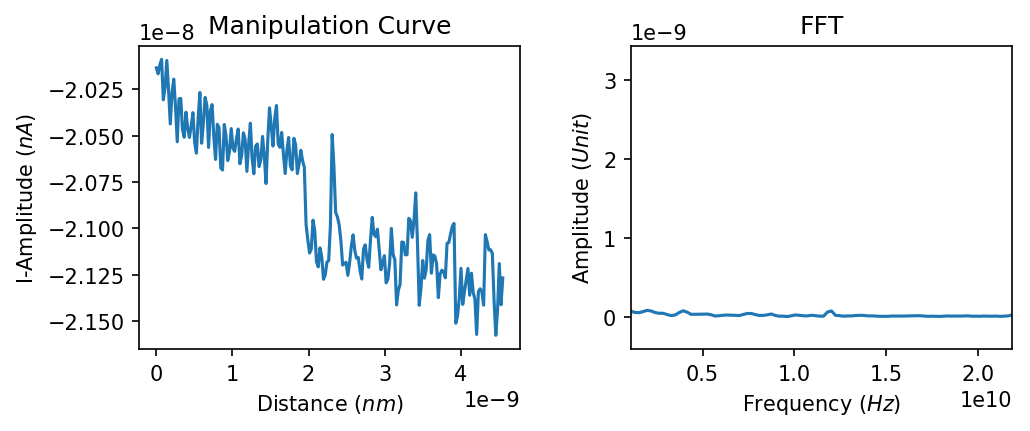 Manipulation Curve
1e−8
I-Amplitude (nA)
−2.025
−2.050
−2.075
−2.100
−2.125
−2.150
0 1 2 3 4
1e−9
Distance (nm)
FFT
1e−9
Amplitude (Unit)
3
2
1
0
0.5 1.0 1.5 2.0
1e10
Frequency (Hz)